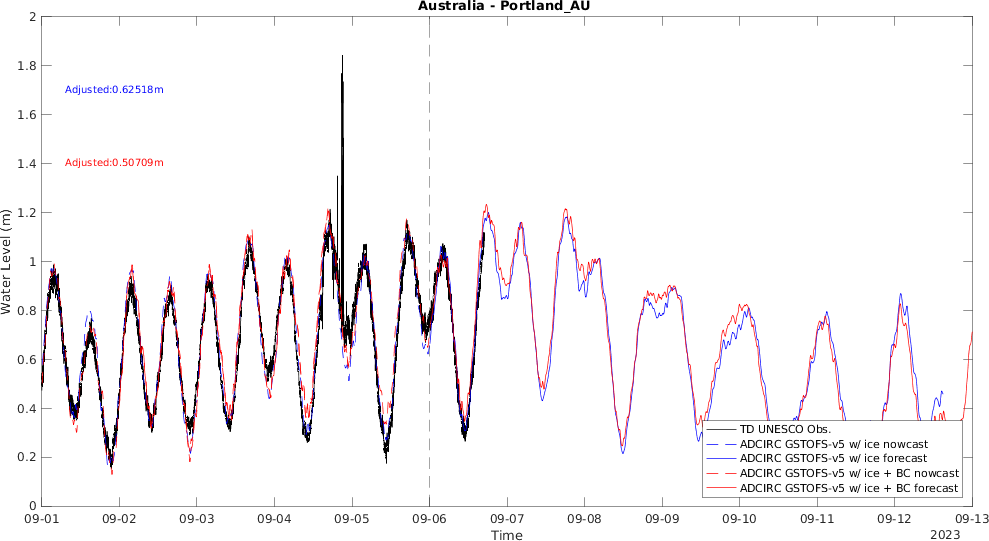 Australia - Portland_AU
2
1.8
1.6
1.4
1.2
1
0.8
0.6
0.4
0.2
0
Water Level (m)
Adjusted:0.62518m
Adjusted:0.50709m
TD UNESCO Obs.
ADCIRC GSTOFS-v5 w/ ice nowcast
ADCIRC GSTOFS-v5 w/ ice forecast
ADCIRC GSTOFS-v5 w/ ice + BC nowcast
ADCIRC GSTOFS-v5 w/ ice + BC forecast
09-01 09-02 09-03 09-04 09-05 09-06 09-07 09-08 09-09 09-10 09-11 09-12 09-13
Time
2023